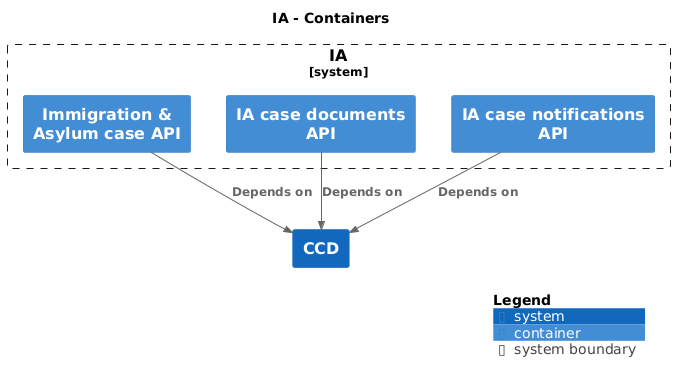 IA - Containers
IA
[system]
Immigration &
Asylum case API
IA case documents
API
IA case notifications
API
Depends on
Depends on
Depends on
CCD
Legend
system
container
system boundary